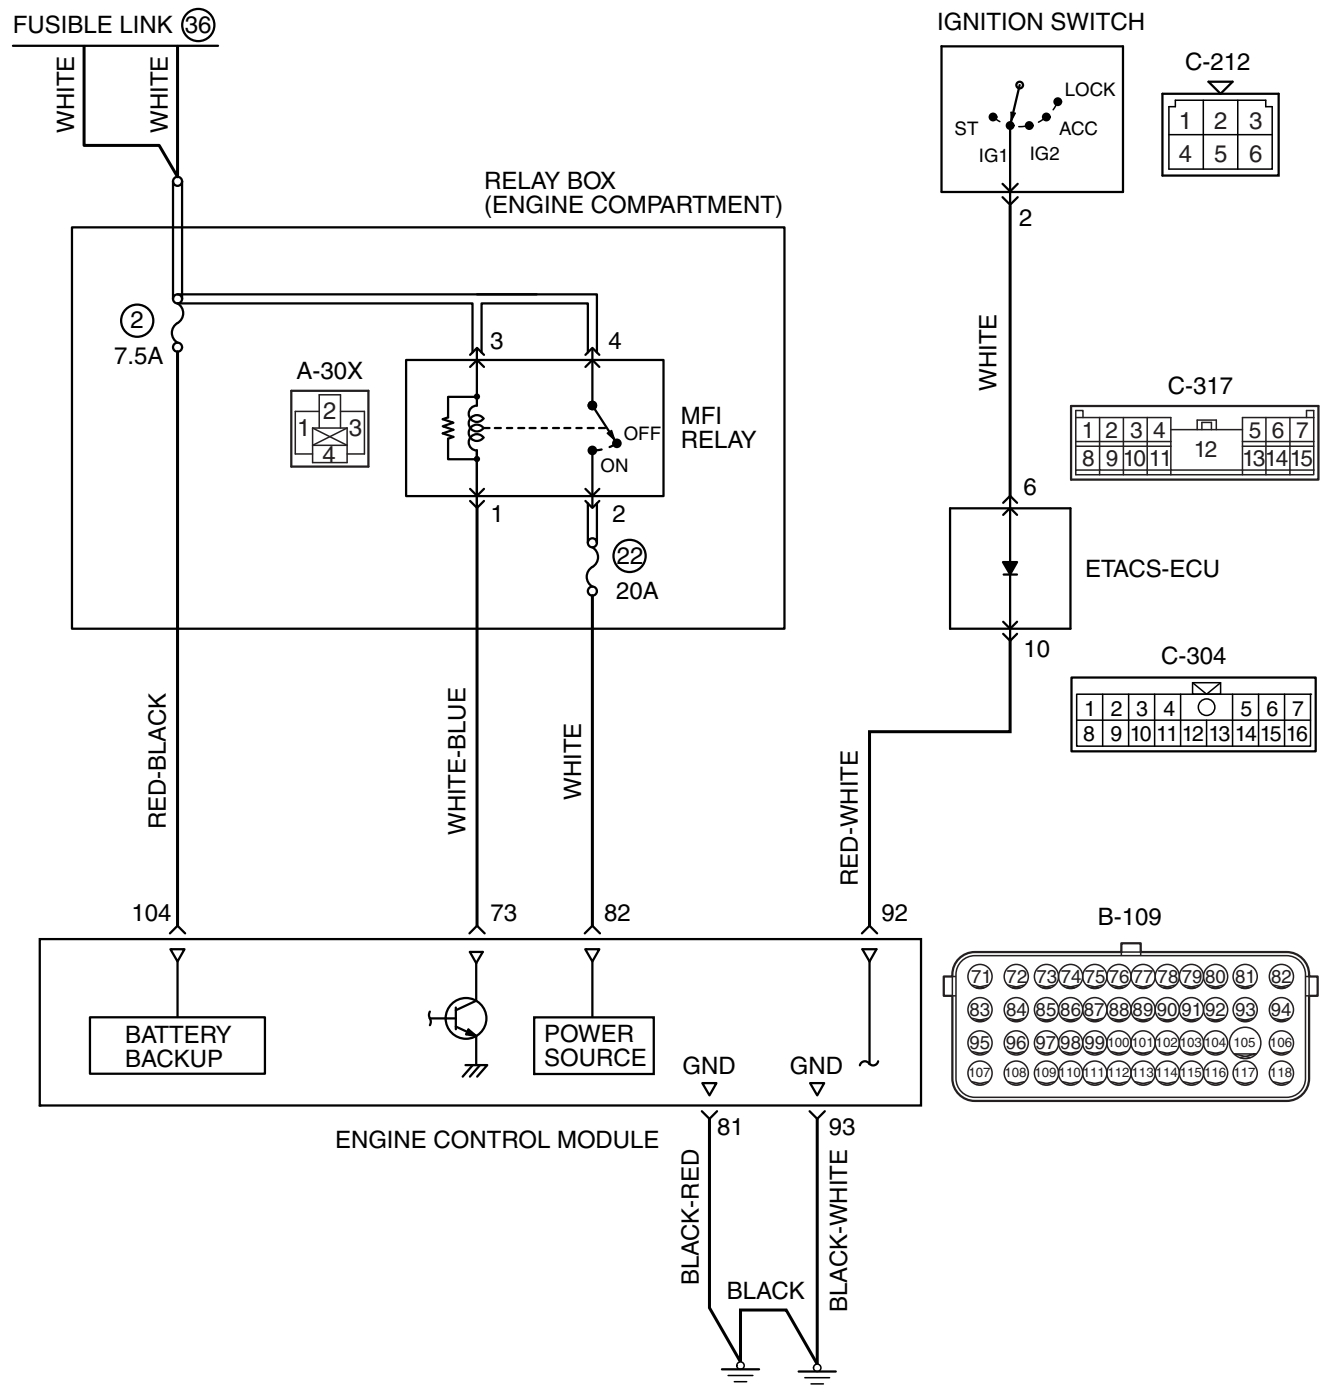 FUSIBLE LINK 36
IGNITION SWITCH
WHITE
WHITE
LOCK
ST
ACC
IG1
IG2
C-212
1 2 3
4 5 6
2
RELAY BOX
(ENGINE COMPARTMENT)
2
7.5A
3
4
A-30X
2
1 3
4
OFF
ON
MFI
RELAY
1
2
22
20A
WHITE
C-317
1 2 3 4 12 5 6 7
8 9 10 11 13 14 15
6
ETACS-ECU
10
C-304
1 2 3 4 5 6 7
8 9 10 11 12 13 14 15 16
RED-BLACK
WHITE-BLUE
WHITE
RED-WHITE
104
73
82
92
B-109
71 72 73 74 75 76 77 78 79 80 81 82
83 84 85 86 87 88 89 90 91 92 93 94
95 96 97 98 99 100 101 102 103 104 105 106
107 108 109 110 111 112 113 114 115 116 117 118
BATTERY
BACKUP
POWER
SOURCE
GND
GND
ENGINE CONTROL MODULE
81
93
BLACK-RED
BLACK
BLACK-WHITE